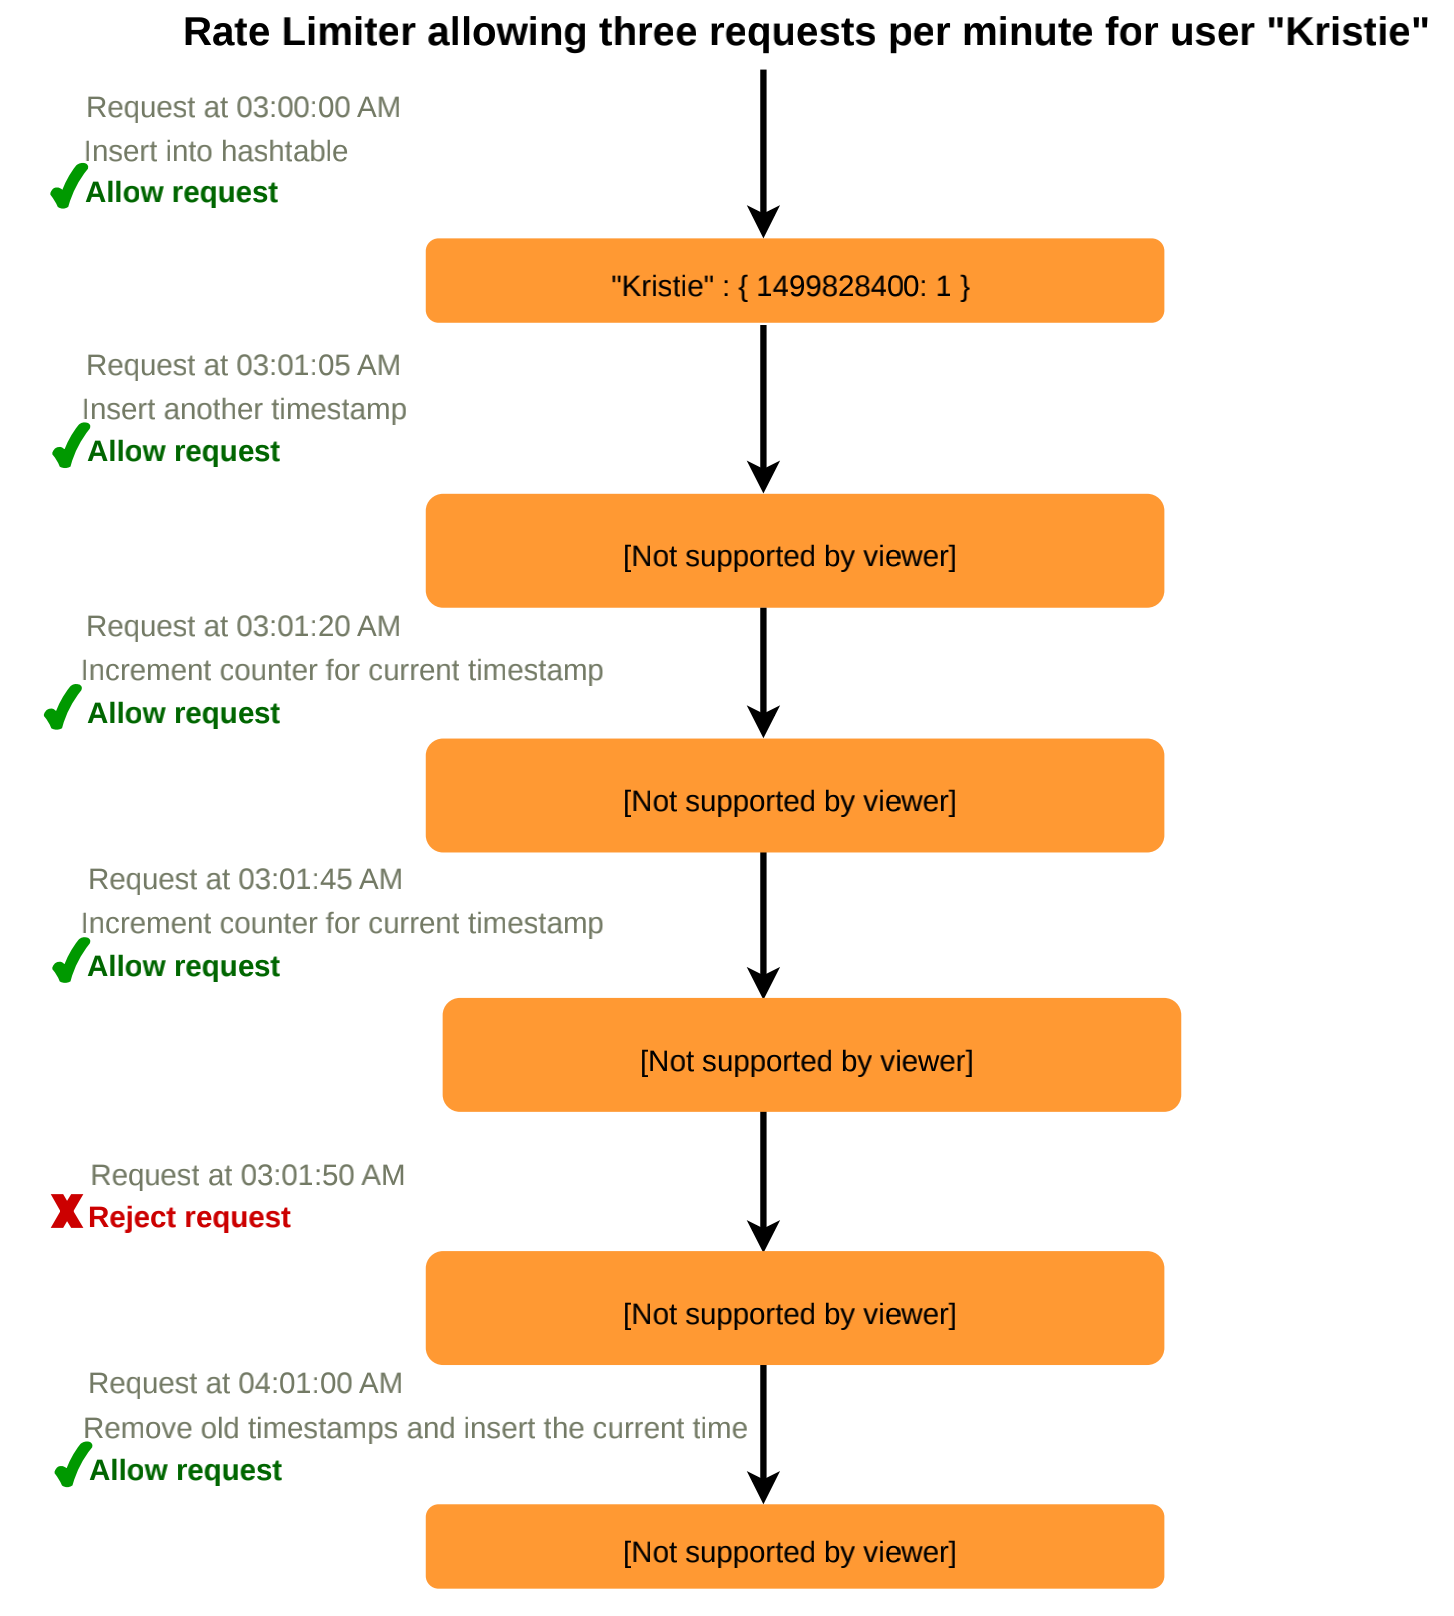 Rate Limiter allowing three requests per minute for user "Kristie"
Request at 03:00:00 AM
Insert into hashtable
Allow request
"Kristie" : { 1499828400: 1 }
Request at 03:01:05 AM
Insert another timestamp
Allow request
[Not supported by viewer]
Request at 03:01:20 AM
Increment counter for current timestamp
Allow request
[Not supported by viewer]
Request at 03:01:45 AM
Increment counter for current timestamp
Allow request
[Not supported by viewer]
Request at 03:01:50 AM
Reject request
[Not supported by viewer]
Request at 04:01:00 AM
Remove old timestamps and insert the current time
Allow request
[Not supported by viewer]